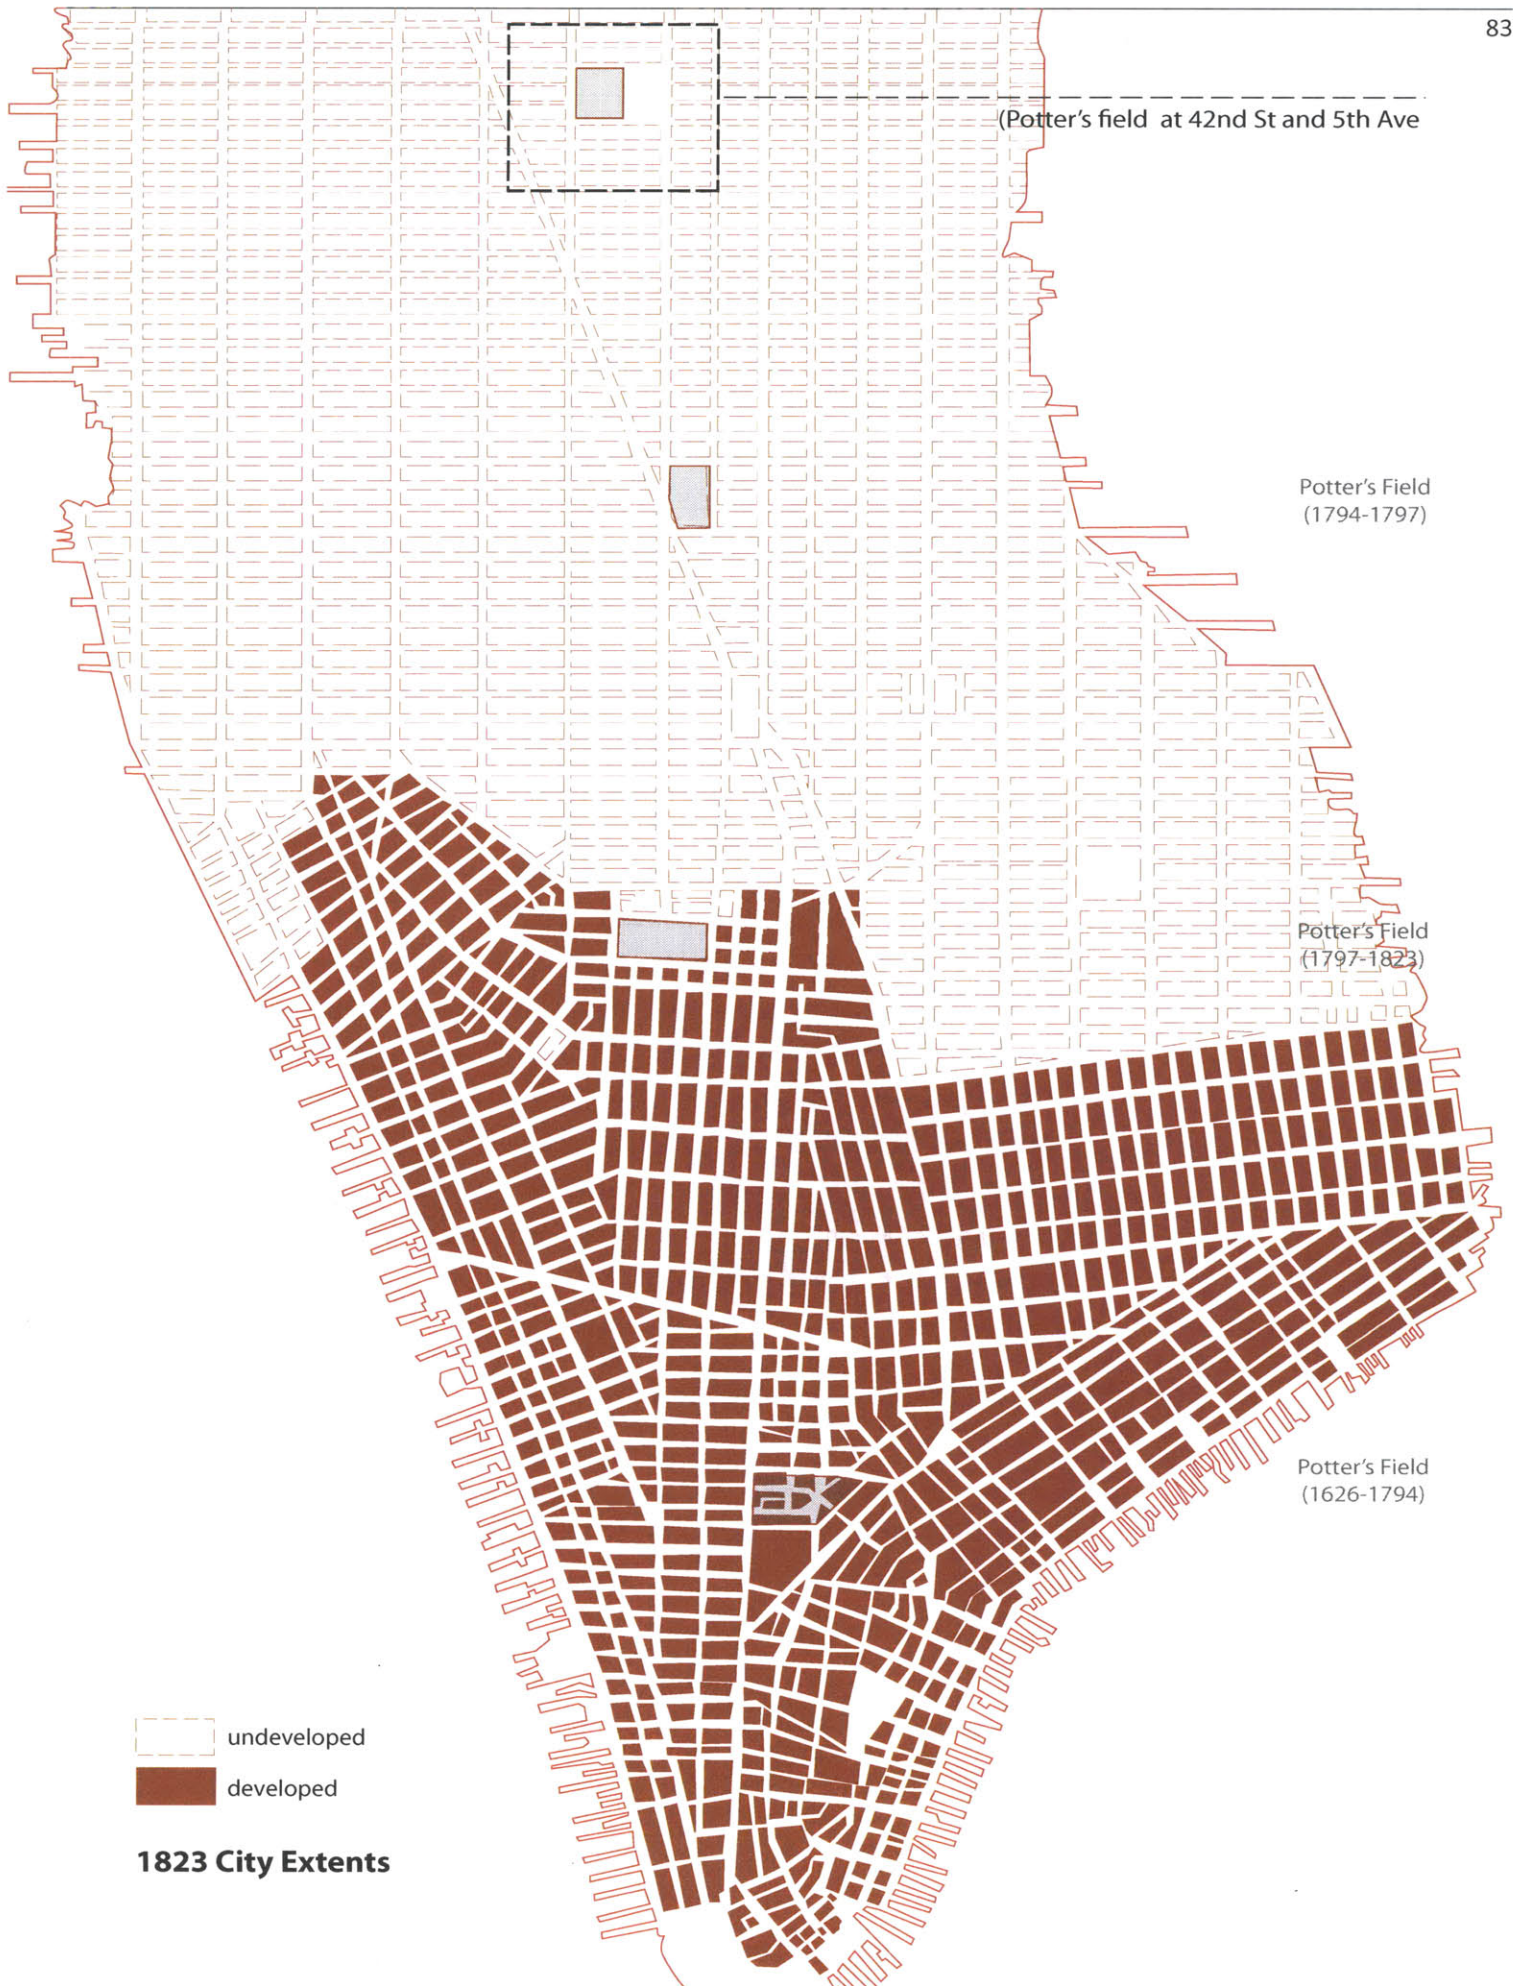 83
(Potter's field at 42nd St and 5th Ave
Potter's Field
(1794-1797)
Potter's Field
(1797-1823)
Potter's Field
(1626-1794)
undeveloped
developed
1823 City Extents